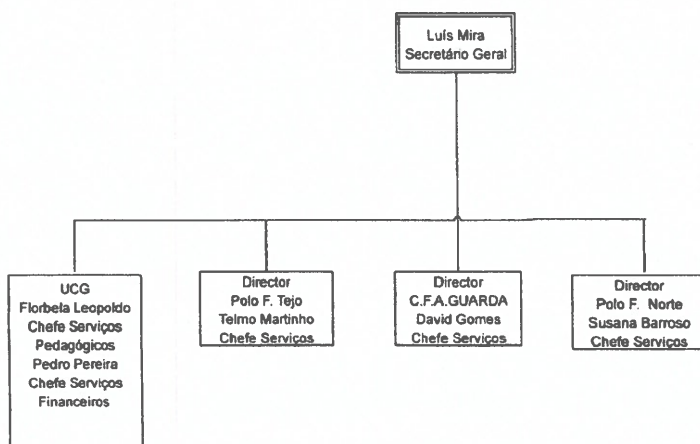 Luís Mira
Secretário Geral
UCG
Florbela Leopoldo
Chefe Serviços
Pedagógicos
Pedro Pereira
Chefe Serviços
Financeiros
Director
Polo F. Tejo
Telmo Martinho
Chefe Serviços
Director
C.F.A.GUARDA
David Gomes
Chefe Serviços
Director
Polo F. Norte
Susana Barroso
Chefe Serviços